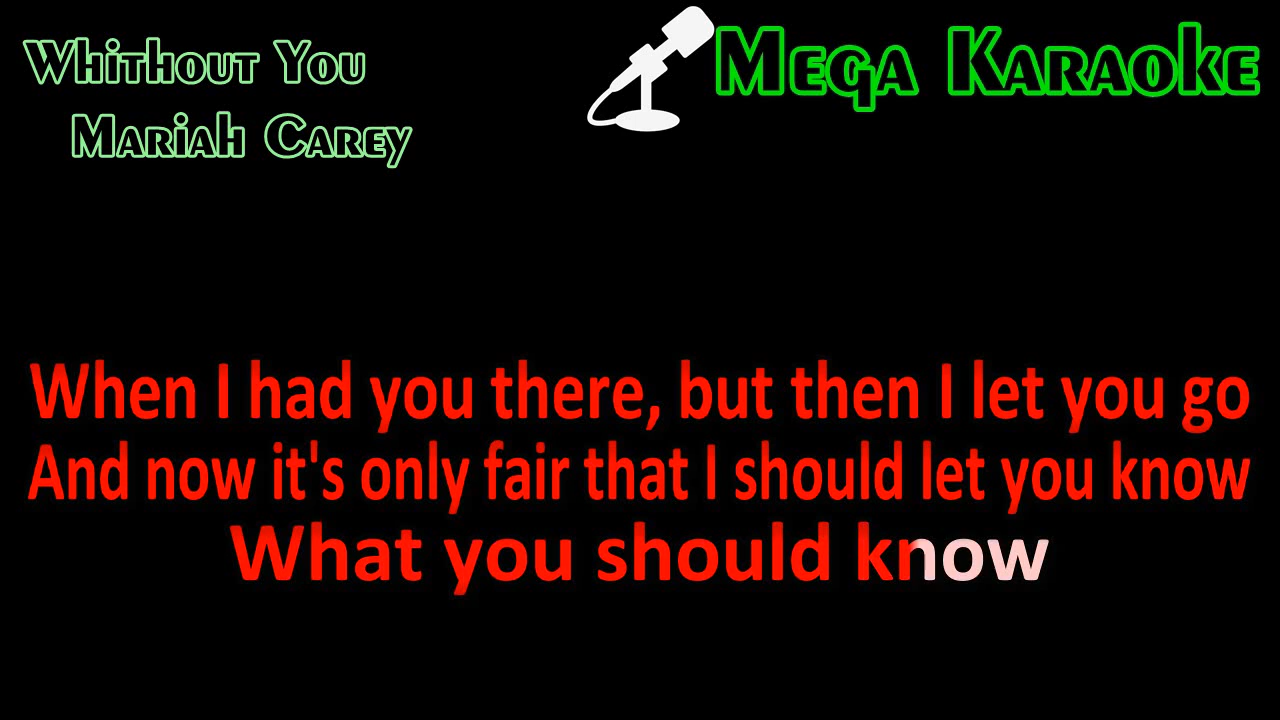 Whithout You
Mariah Carey
Mega Karaoke
When I had you there, but then I let you go
And now it's only fair that I should let you know
What you should know